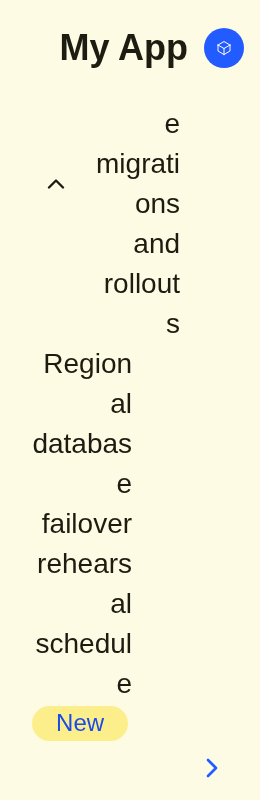 My App
e
migrati
ons
and
rollout
s
Region
al
databas
e
failover
rehears
al
schedul
e
New